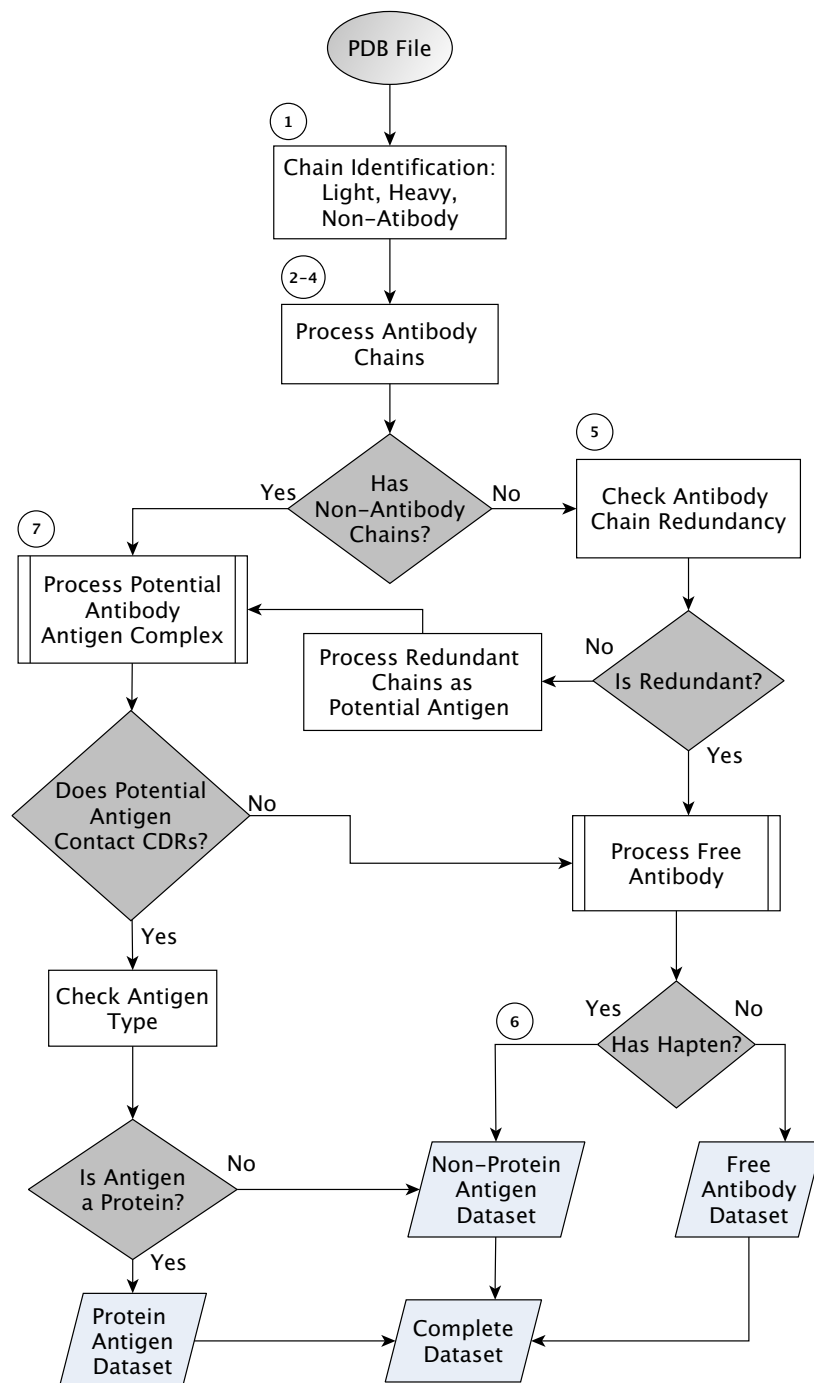 PDB File
1
Chain Identification:
Light, Heavy,
Non-Atibody
2-4
Process Antibody
Chains
Has
Non-Antibody
Chains?
Yes
No
5
Check Antibody
Chain Redundancy
7
Process Potential
Antibody
Antigen Complex
Process Redundant
Chains as
Potential Antigen
No
Is Redundant?
Yes
Does Potential
Antigen
Contact CDRs?
No
Yes
Process Free
Antibody
Check Antigen
Type
6
Yes
No
Has Hapten?
Is Antigen
a Protein?
No
Yes
Non-Protein
Antigen
Dataset
Free
Antibody
Dataset
Protein
Antigen
Dataset
Complete
Dataset